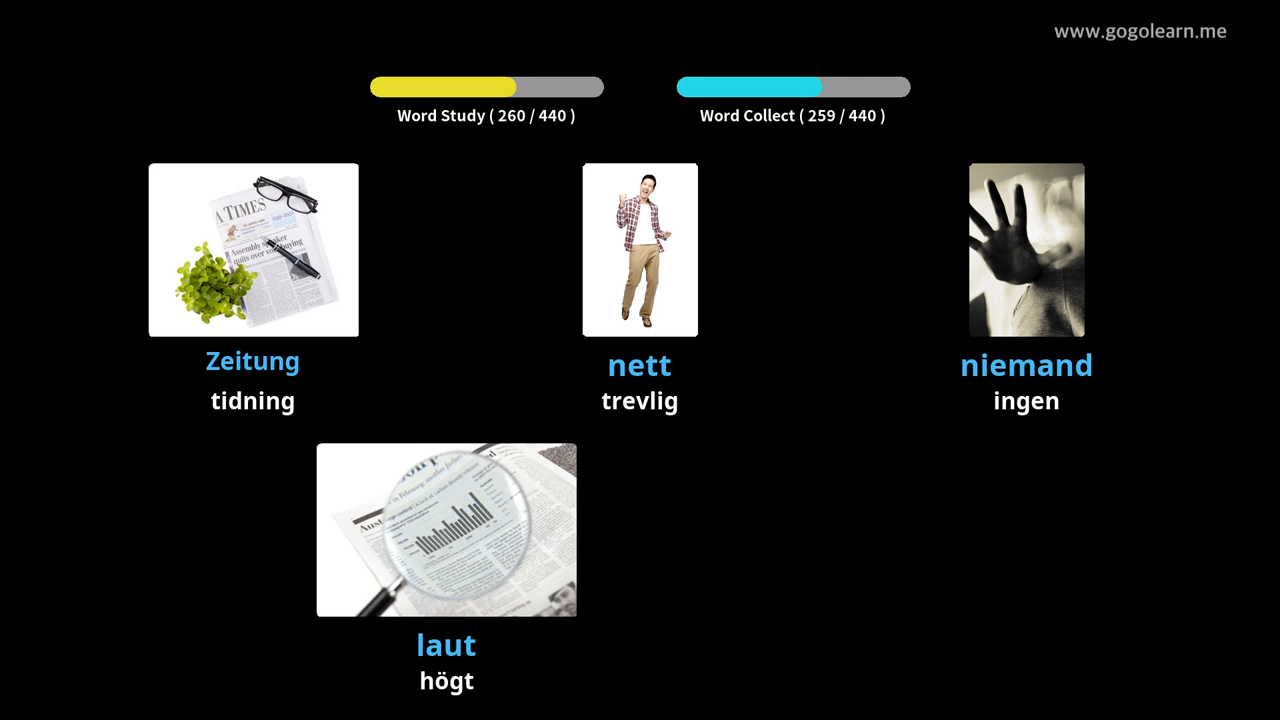 www.gogolearn.me
Word Study ( 260 / 440 )
Word Collect ( 259 / 440 )
A TIMES
Zeitung
tidning
nett
trevlig
niemand
ingen
laut
högt